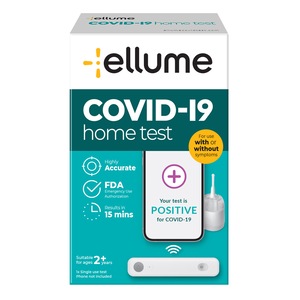 ellume
COVID-19
home test
For use
with or
without
symptoms
Highly
Accurate
FDA
Emergency Use
Authorization
Results in
15 mins
Your test is
POSITIVE
for COVID-19
Suitable
for ages 2+
years
1x Single use test
Phone not included